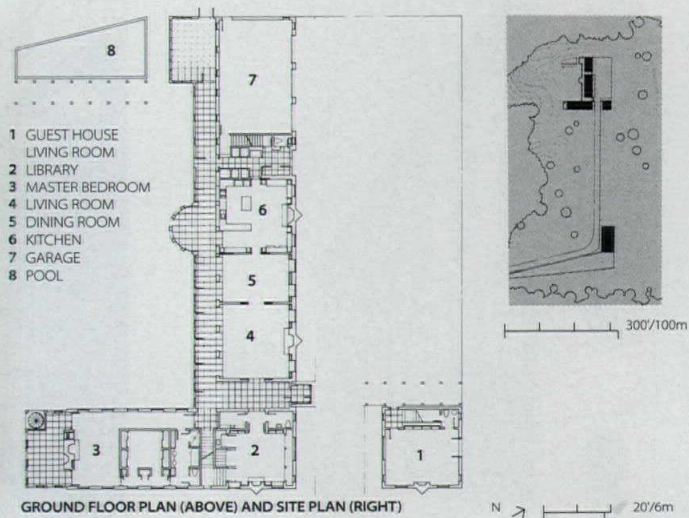 8
7
1 GUEST HOUSE
LIVING ROOM
2 LIBRARY
3 MASTER BEDROOM
4 LIVING ROOM
5 DINING ROOM
6 KITCHEN
7 GARAGE
8 POOL
6
5
4
300'/100m
3
2
1
GROUND FLOOR PLAN (ABOVE) AND SITE PLAN (RIGHT)
N
20'/6m